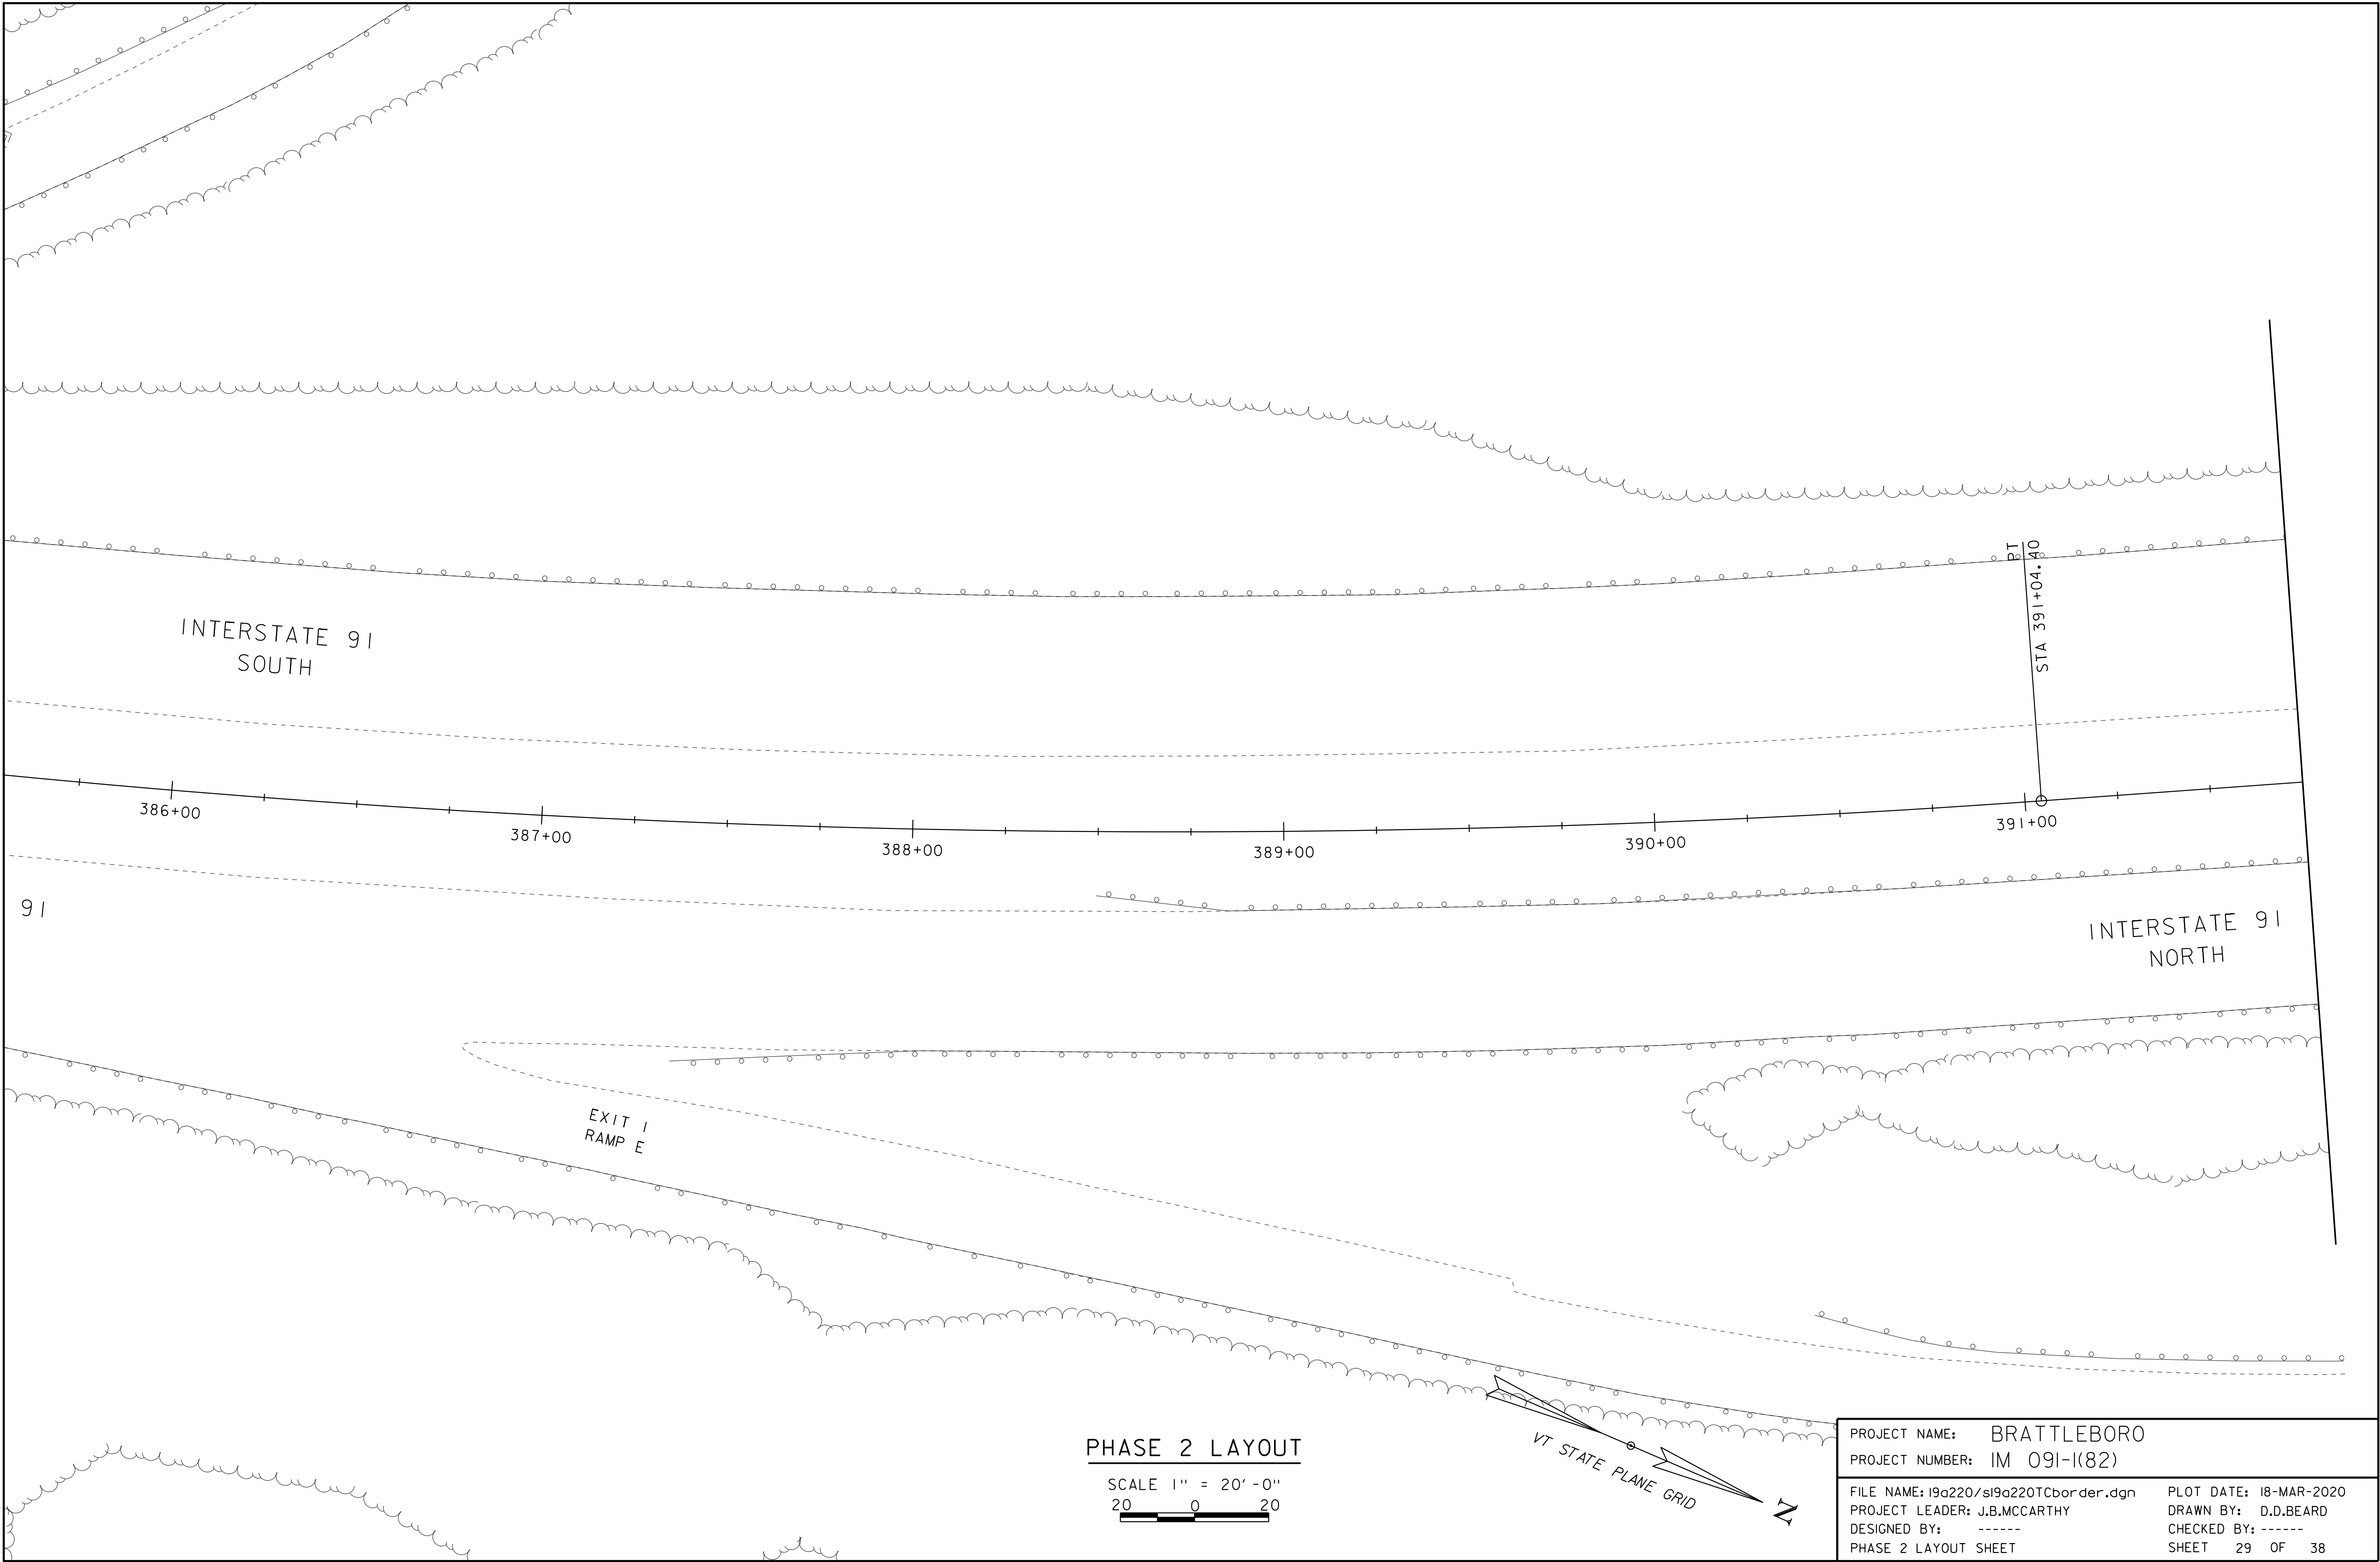 INTERSTATE 91
SOUTH
PT
STA 391+04.40
386+00
387+00
388+00
389+00
390+00
391+00
91
INTERSTATE 91
NORTH
EXIT 1
RAMP E
PHASE 2 LAYOUT
SCALE 1" = 20'-0"
20 0 20
VT STATE PLANE GRID
N
PROJECT NAME: BRATTLEBORO
PROJECT NUMBER: IM 091-1(82)
FILE NAME: 19a220/s19a220TCborder.dgn PLOT DATE: 18-MAR-2020
PROJECT LEADER: J.B.MCCARTHY DRAWN BY: D.D.BEARD
DESIGNED BY: ------ CHECKED BY: ------
PHASE 2 LAYOUT SHEET SHEET 29 OF 38